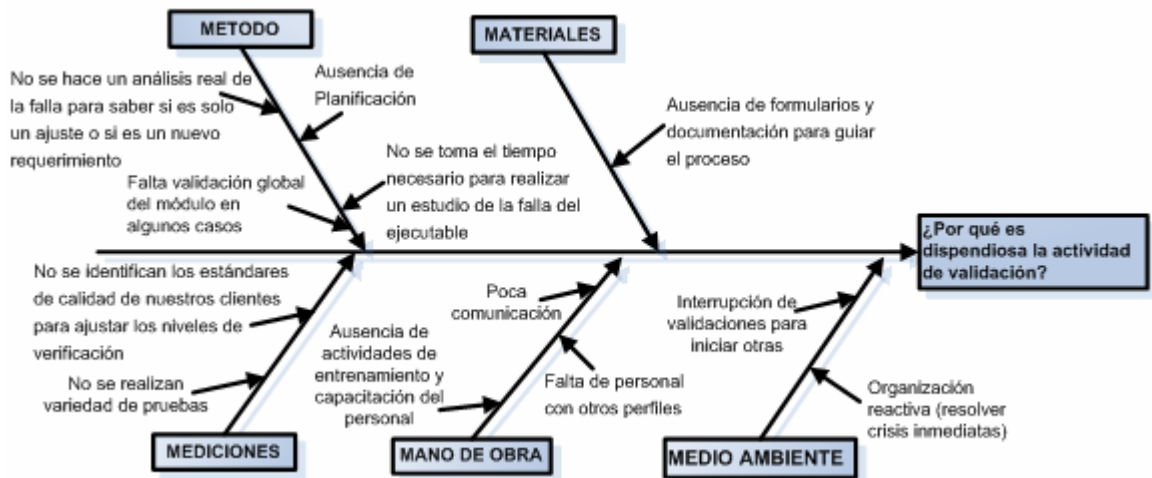 METODO
MATERIALES
No se hace un análisis real de
la falla para saber si es solo
un ajuste o si es un nuevo
requerimiento
Ausencia de
Planificación
Ausencia de formularios y
documentación para guiar
el proceso
No se toma el tiempo
necesario para realizar
un estudio de la falla del
ejecutable
Falta validación global
del módulo en
algunos casos
¿Por qué es
dispendiosa la actividad
de validación?
No se identifican los estándares
de calidad de nuestros clientes
para ajustar los niveles de
verificación
No se realizan
variedad de pruebas
Poca
comunicación
Ausencia de
actividades de
entrenamiento y
capacitación del
personal
Falta de personal
con otros perfiles
Interrupción de
validaciones para
iniciar otras
Organización
reactiva (resolver
crisis inmediatas)
MEDICIONES
MANO DE OBRA
MEDIO AMBIENTE